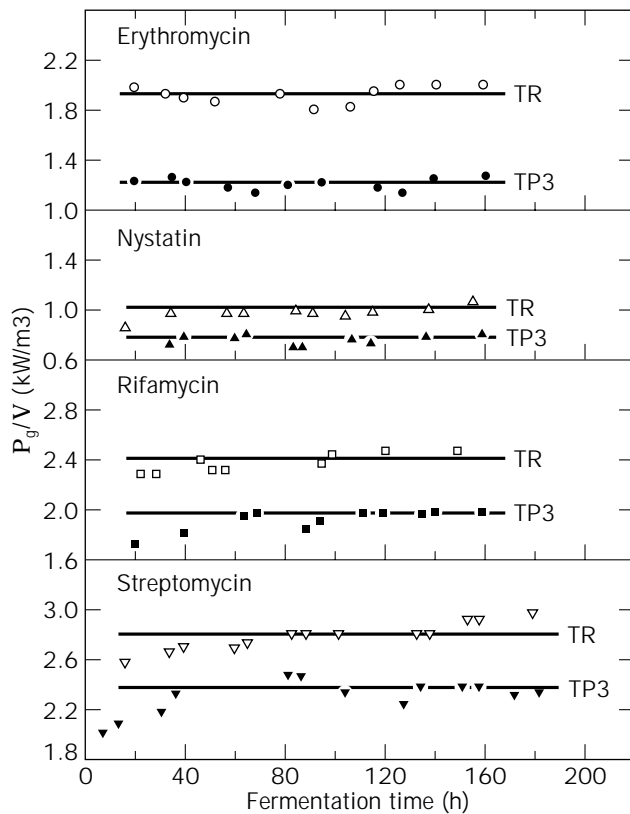 Erythromycin
2.2
1.8
1.4
1.0
TR
TP3
Nystatin
1.4
1.0
0.6
TR
TP3
Rifamycin
2.8
2.4
2.0
1.6
TR
TP3
Streptomycin
3.0
2.6
2.2
1.8
TR
TP3
Pg/V (kW/m3)
0 40 80 120 160 200
Fermentation time (h)